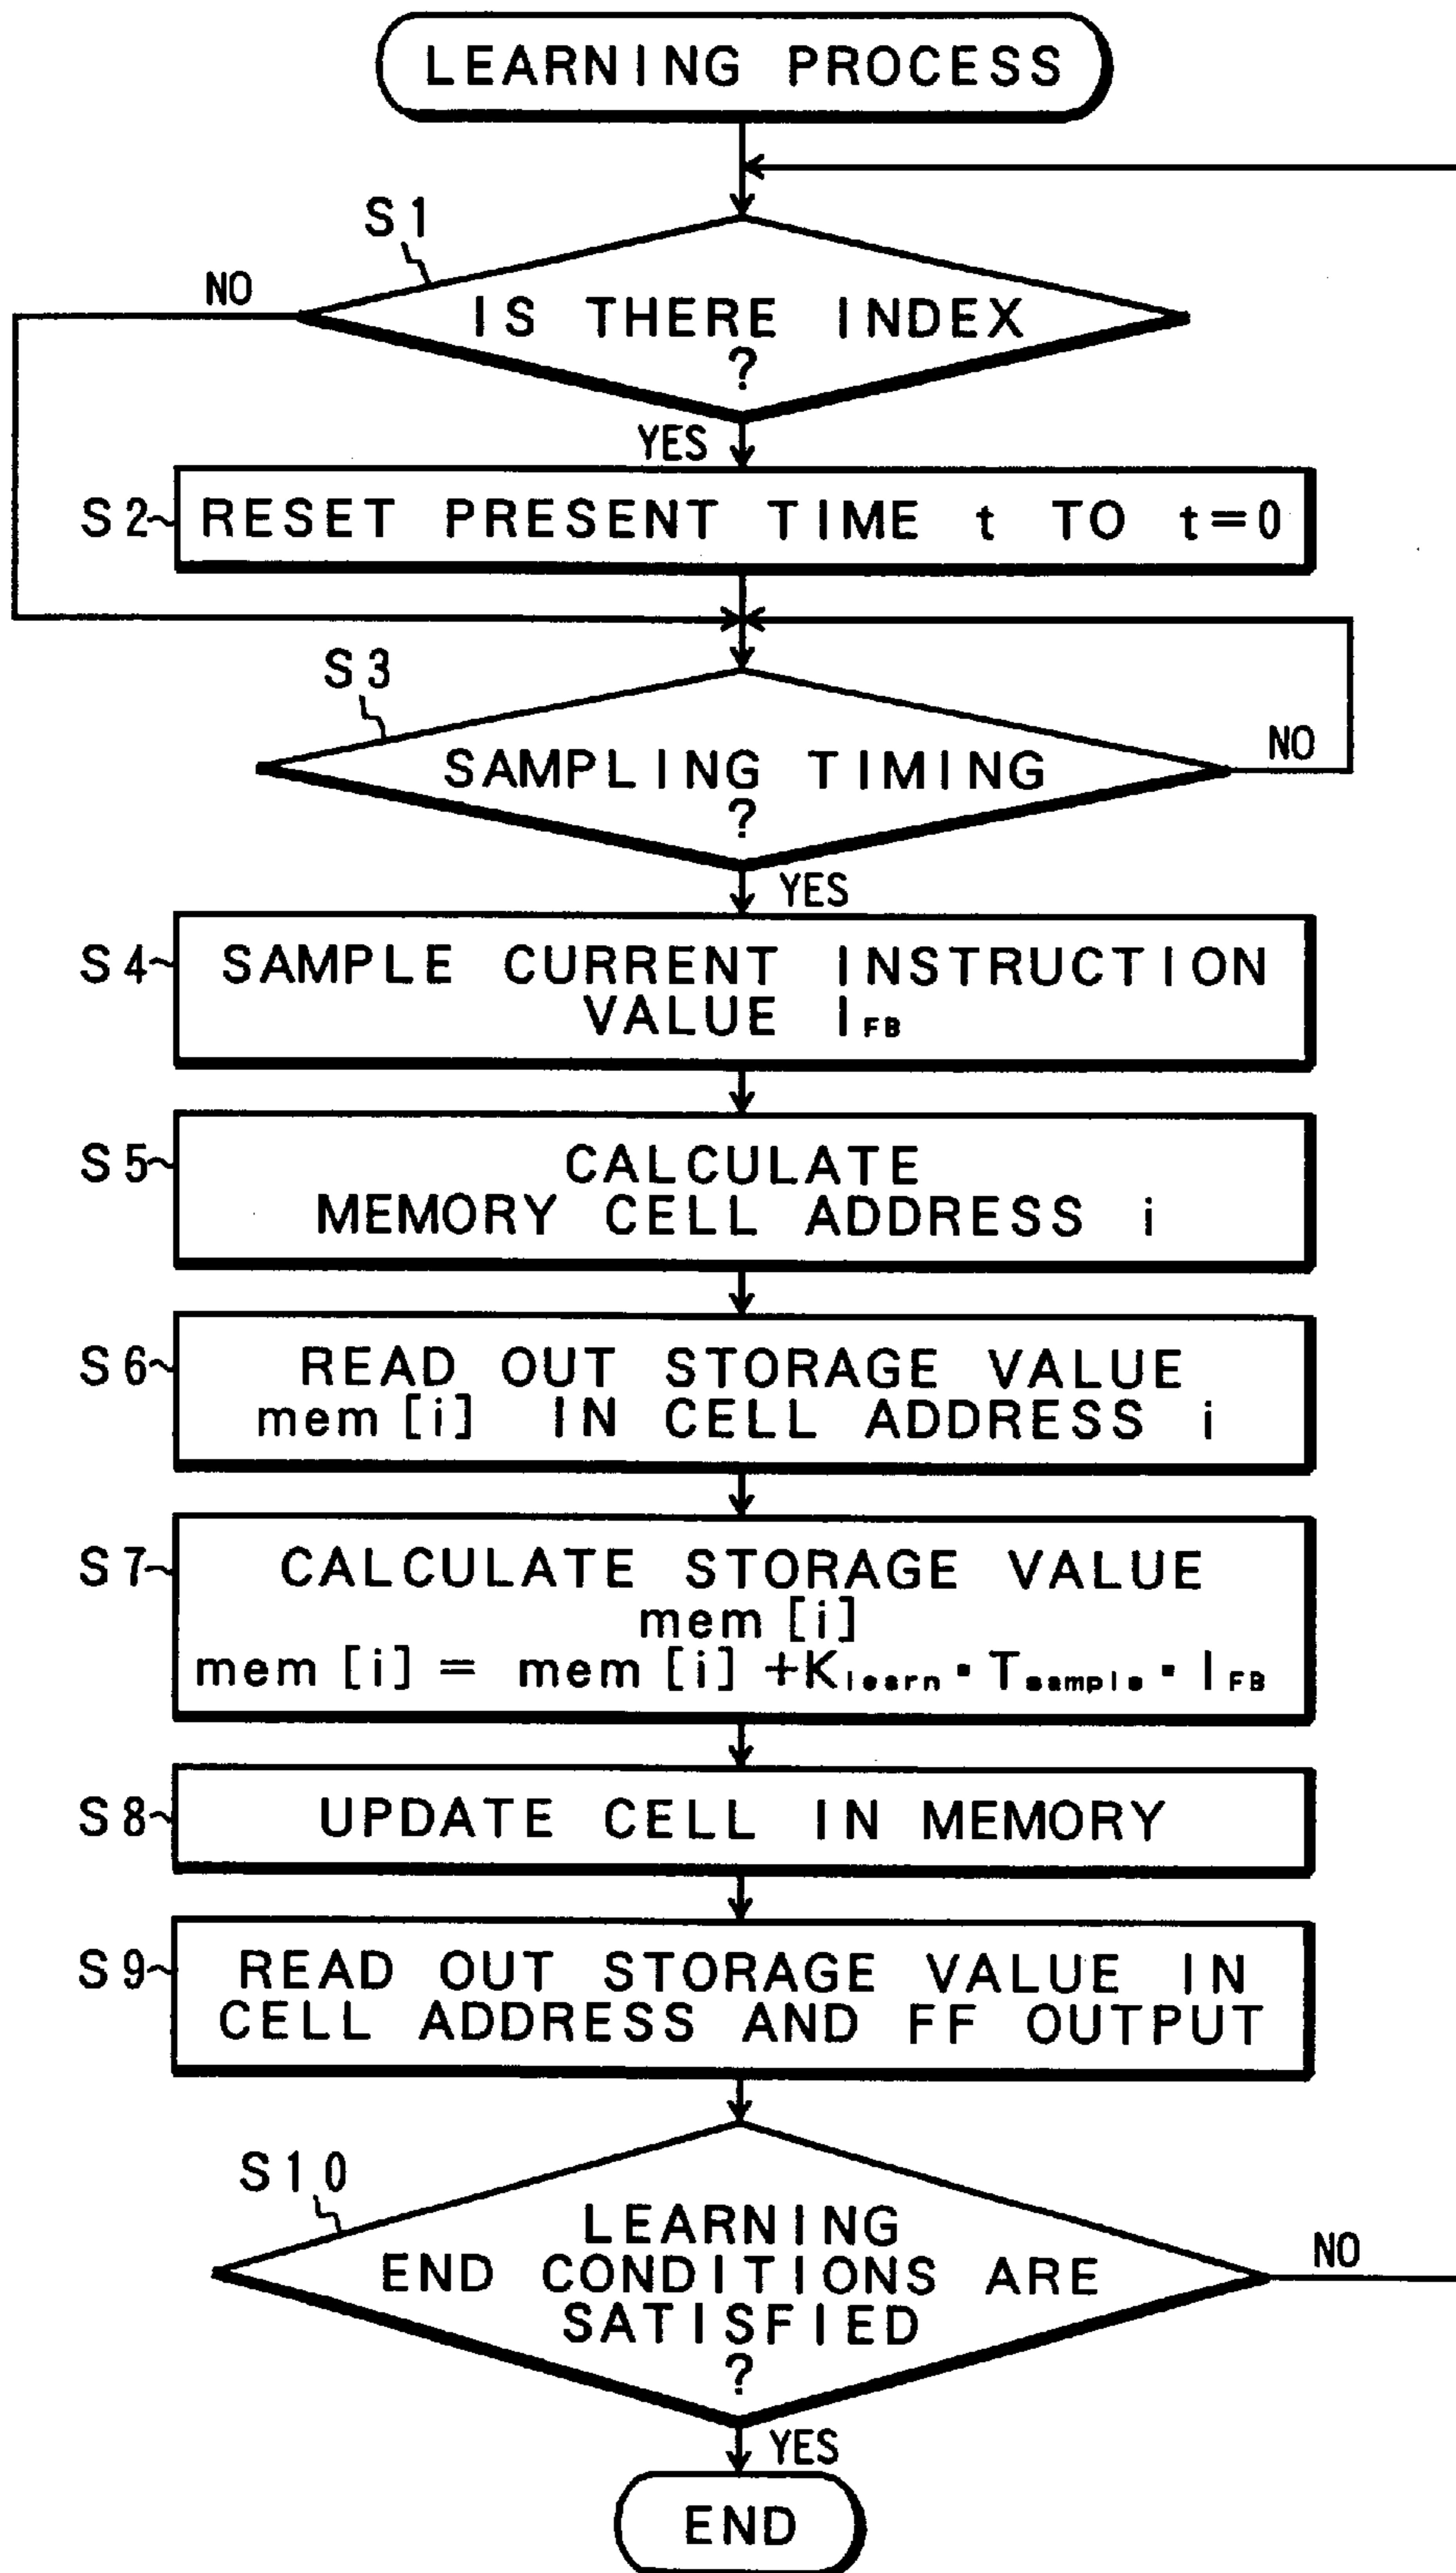 LEARNING PROCESS
S1
NO
IS THERE INDEX
?
YES
S2
RESET PRESENT TIME t TO t=0
S3
SAMPLING TIMING
?
NO
YES
S4
SAMPLE CURRENT INSTRUCTION
VALUE IFB
S5
CALCULATE
MEMORY CELL ADDRESS i
S6
READ OUT STORAGE VALUE
mem [i] IN CELL ADDRESS i
S7
CALCULATE STORAGE VALUE
mem [i]
mem [i] = mem [i] +Klearn・Tsample・IFB
S8
UPDATE CELL IN MEMORY
S9
READ OUT STORAGE VALUE IN
CELL ADDRESS AND FF OUTPUT
S10
LEARNING
END CONDITIONS ARE
SATISFIED
?
NO
YES
END